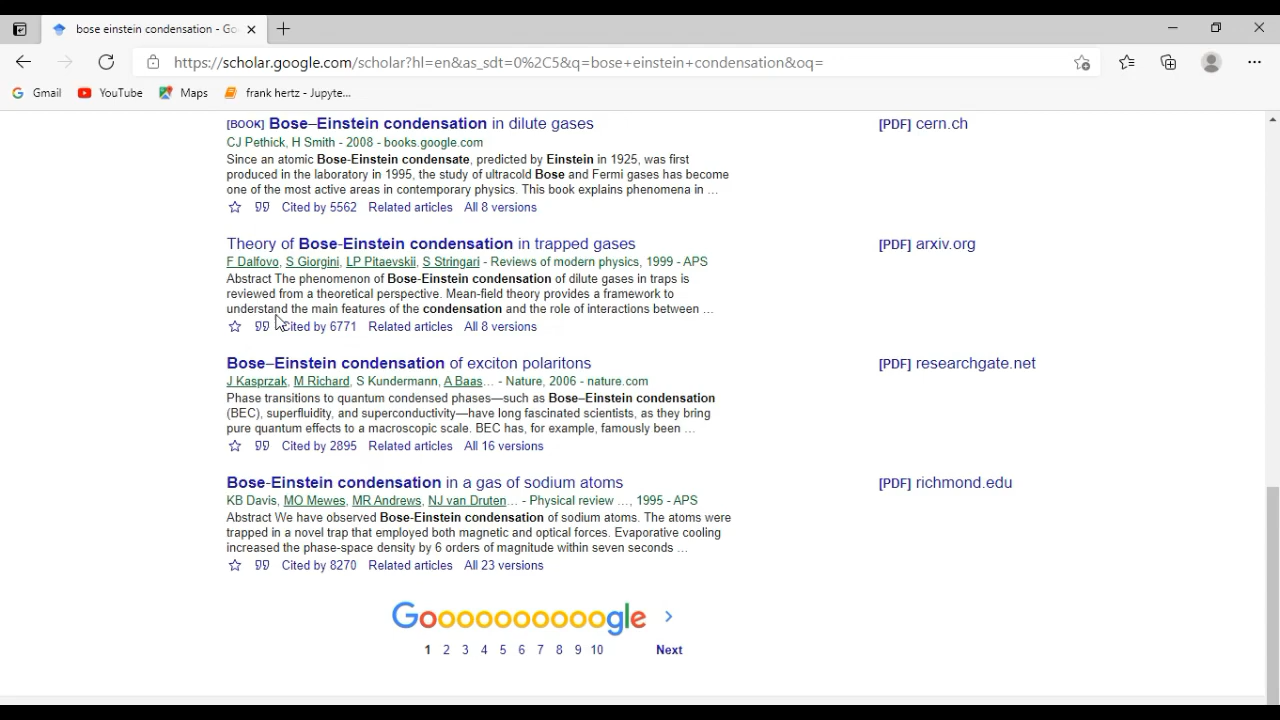 bose einstein condensation - Go
https://scholar.google.com/scholar?hl=en&as_sdt=0%2C5&q=bose+einstein+condensation&oq=
Gmail YouTube Maps frank hertz - Jupyte...
[BOOK] Bose–Einstein condensation in dilute gases
[PDF] cern.ch
CJ Pethick, H Smith - 2008 - books.google.com
Since an atomic Bose-Einstein condensate, predicted by Einstein in 1925, was first
produced in the laboratory in 1995, the study of ultracold Bose and Fermi gases has become
one of the most active areas in contemporary physics. This book explains phenomena in ...
Cited by 5562 Related articles All 8 versions
Theory of Bose-Einstein condensation in trapped gases
[PDF] arxiv.org
F Dalfovo, S Giorgini, LP Pitaevskii, S Stringari - Reviews of modern physics, 1999 - APS
Abstract The phenomenon of Bose-Einstein condensation of dilute gases in traps is
reviewed from a theoretical perspective. Mean-field theory provides a framework to
understand the main features of the condensation and the role of interactions between ...
Cited by 6771 Related articles All 8 versions
Bose–Einstein condensation of exciton polaritons
[PDF] researchgate.net
J Kasprzak, M Richard, S Kundermann, A Baas... - Nature, 2006 - nature.com
Phase transitions to quantum condensed phases—such as Bose–Einstein condensation
(BEC), superfluidity, and superconductivity—have long fascinated scientists, as they bring
pure quantum effects to a macroscopic scale. BEC has, for example, famously been ...
Cited by 2895 Related articles All 16 versions
Bose-Einstein condensation in a gas of sodium atoms
[PDF] richmond.edu
KB Davis, MO Mewes, MR Andrews, NJ van Druten... - Physical review ..., 1995 - APS
Abstract We have observed Bose-Einstein condensation of sodium atoms. The atoms were
trapped in a novel trap that employed both magnetic and optical forces. Evaporative cooling
increased the phase-space density by 6 orders of magnitude within seven seconds ...
Cited by 8270 Related articles All 23 versions
Goooooooooogle
1 2 3 4 5 6 7 8 9 10 Next